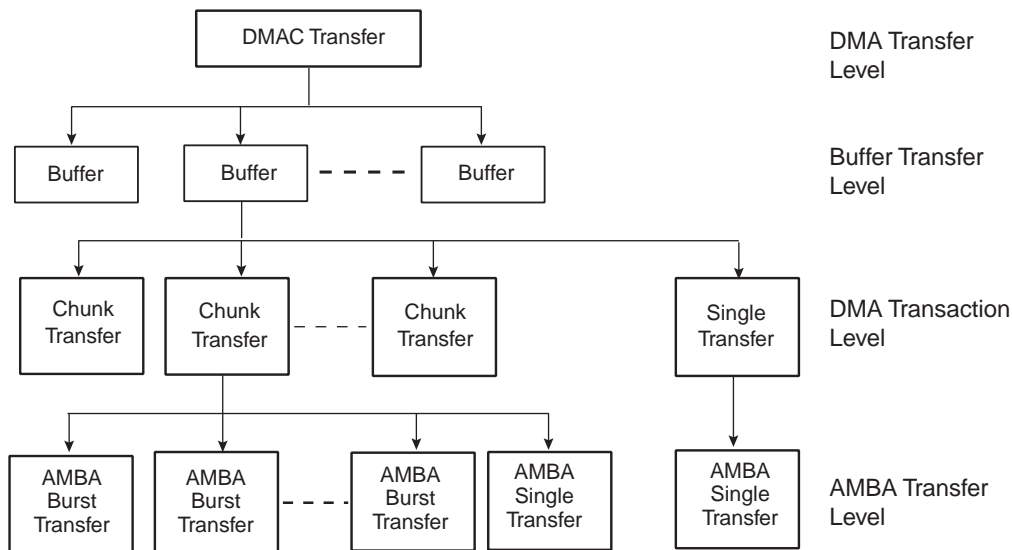 DMAC Transfer
DMA Transfer
Level
Buffer
Buffer
Buffer
Buffer Transfer
Level
Chunk
Transfer
Chunk
Transfer
Chunk
Transfer
Single
Transfer
DMA Transaction
Level
AMBA
Burst
Transfer
AMBA
Burst
Transfer
AMBA
Burst
Transfer
AMBA
Single
Transfer
AMBA
Single
Transfer
AMBA Transfer
Level